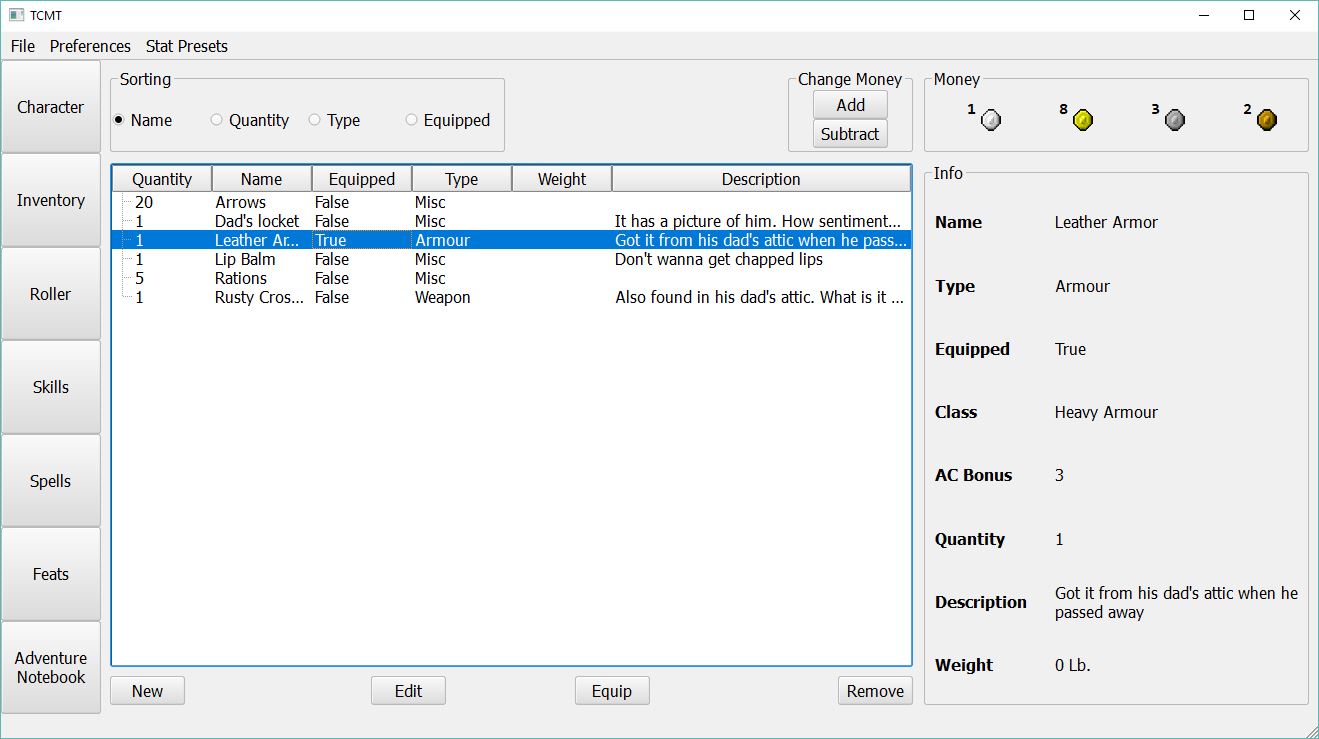 TCMT
File Preferences Stat Presets
Character
Inventory
Roller
Skills
Spells
Feats
Adventure
Notebook
Sorting
Name Quantity Type Equipped
Change Money
Add
Subtract
Money
1 8 3 2
Quantity Name Equipped Type Weight Description
20 Arrows False Misc
1 Dad's locket False Misc It has a picture of him. How sentiment...
1 Leather Ar... True Armour Got it from his dad's attic when he pass...
1 Lip Balm False Misc Don't wanna get chapped lips
5 Rations False Misc
1 Rusty Cros... False Weapon Also found in his dad's attic. What is it ...
New Edit Equip Remove
Info
Name Leather Armor
Type Armour
Equipped True
Class Heavy Armour
AC Bonus 3
Quantity 1
Description Got it from his dad's attic when he
passed away
Weight 0 Lb.